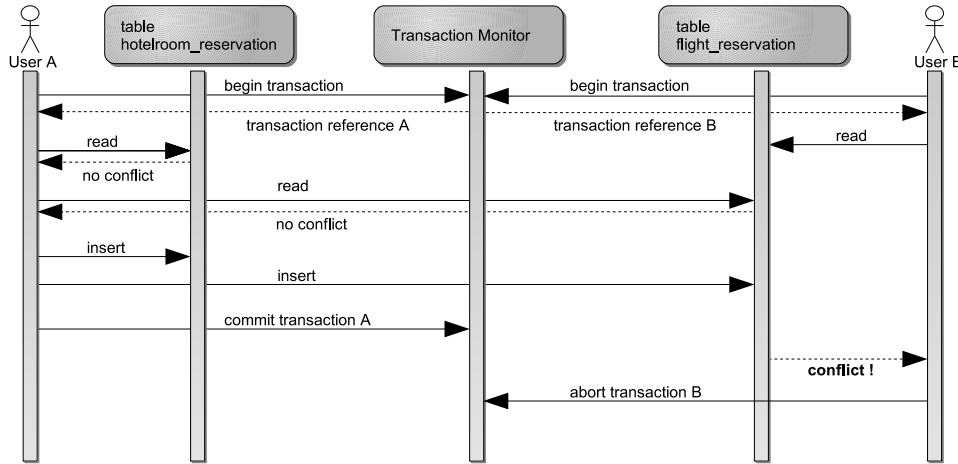 table
hotelroom_reservation
Transaction Monitor
table
flight_reservation
User A
User B
begin transaction
begin transaction
transaction reference A
transaction reference B
read
read
no conflict
read
no conflict
insert
insert
commit transaction A
conflict !
abort transaction B